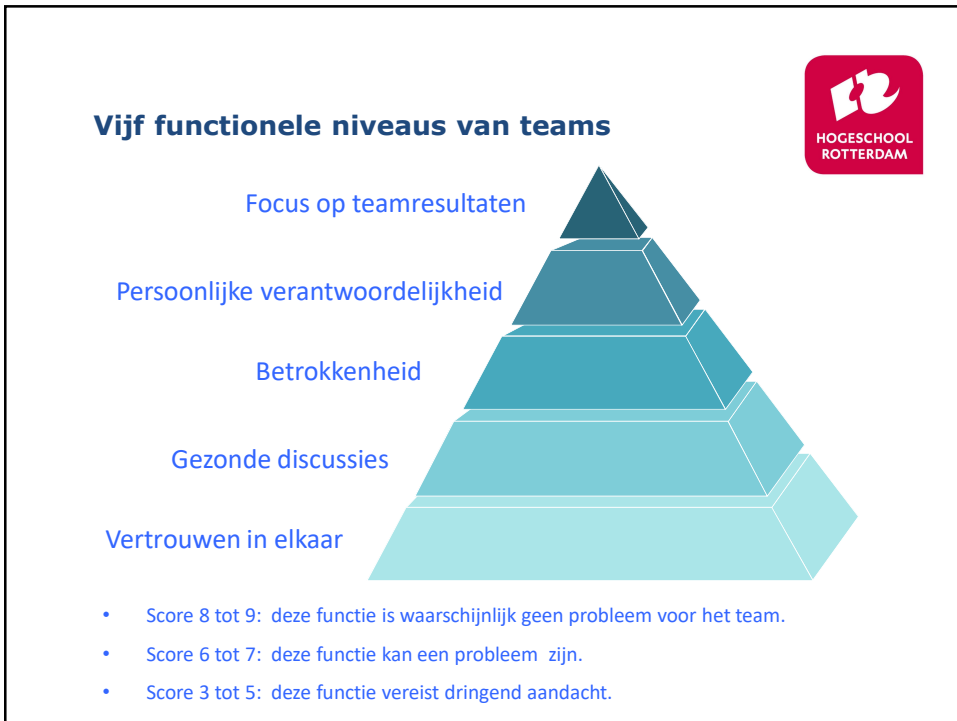 Vijf functionele niveaus van teams
HOGESCHOOL
ROTTERDAM
Focus op teamresultaten
Persoonlijke verantwoordelijkheid
Betrokkenheid
Gezonde discussies
Vertrouwen in elkaar
• Score 8 tot 9: deze functie is waarschijnlijk geen probleem voor het team.
• Score 6 tot 7: deze functie kan een probleem zijn.
• Score 3 tot 5: deze functie vereist dringend aandacht.